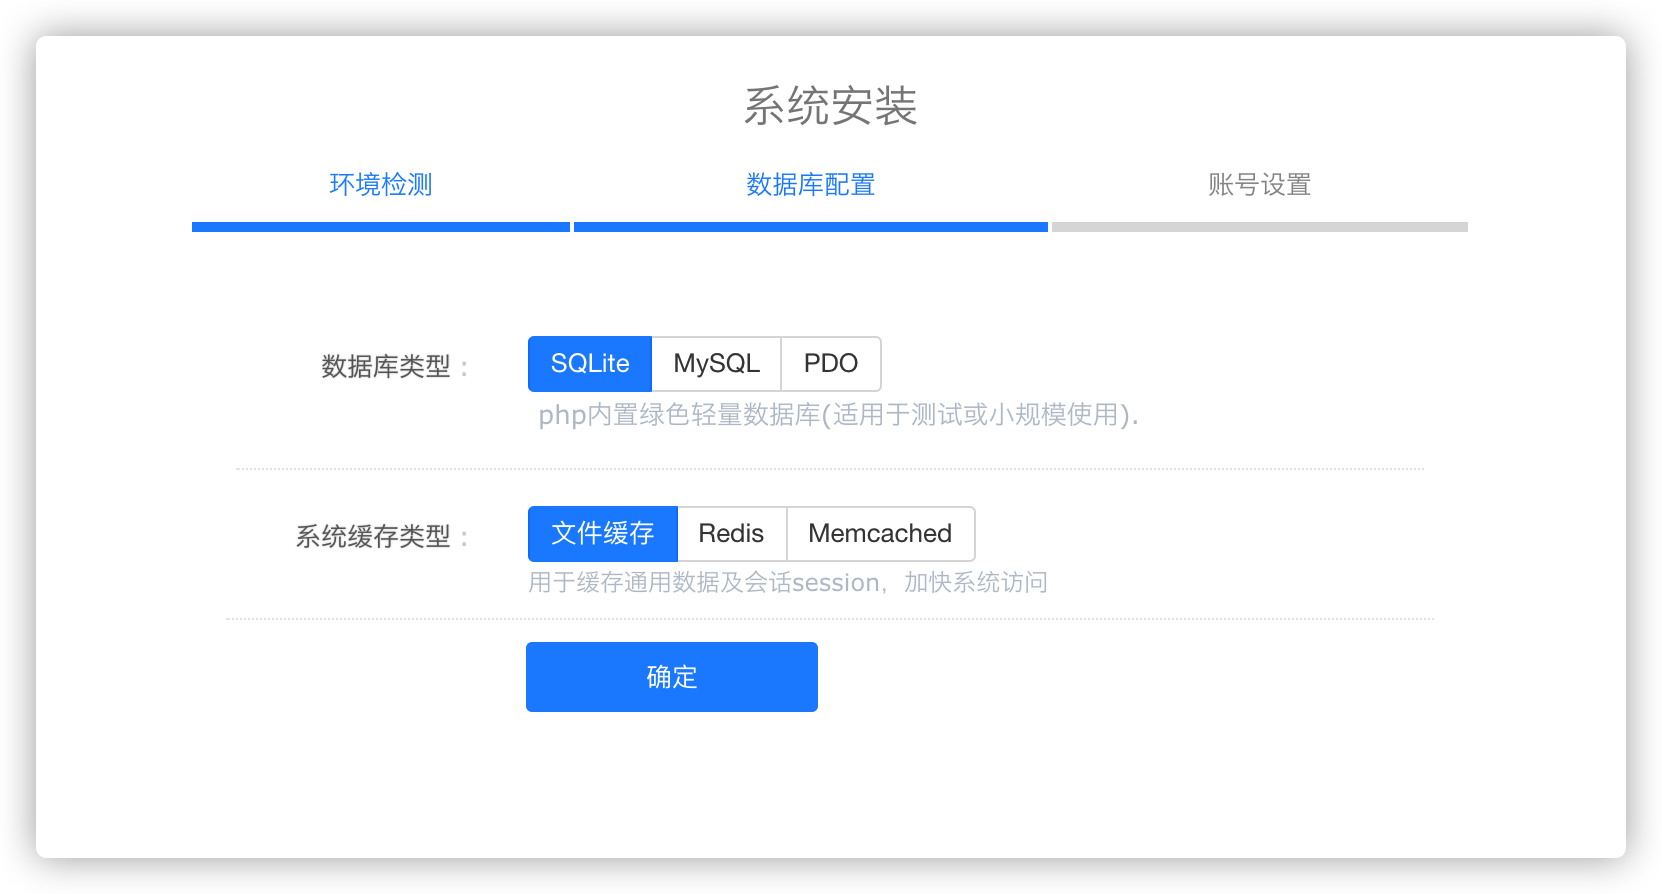 系统安装
环境检测 数据库配置 账号设置
数据库类型： SQLite MySQL PDO
php内置绿色轻量数据库(适用于测试或小规模使用).
系统缓存类型： 文件缓存 Redis Memcached
用于缓存通用数据及会话session，加快系统访问
确定